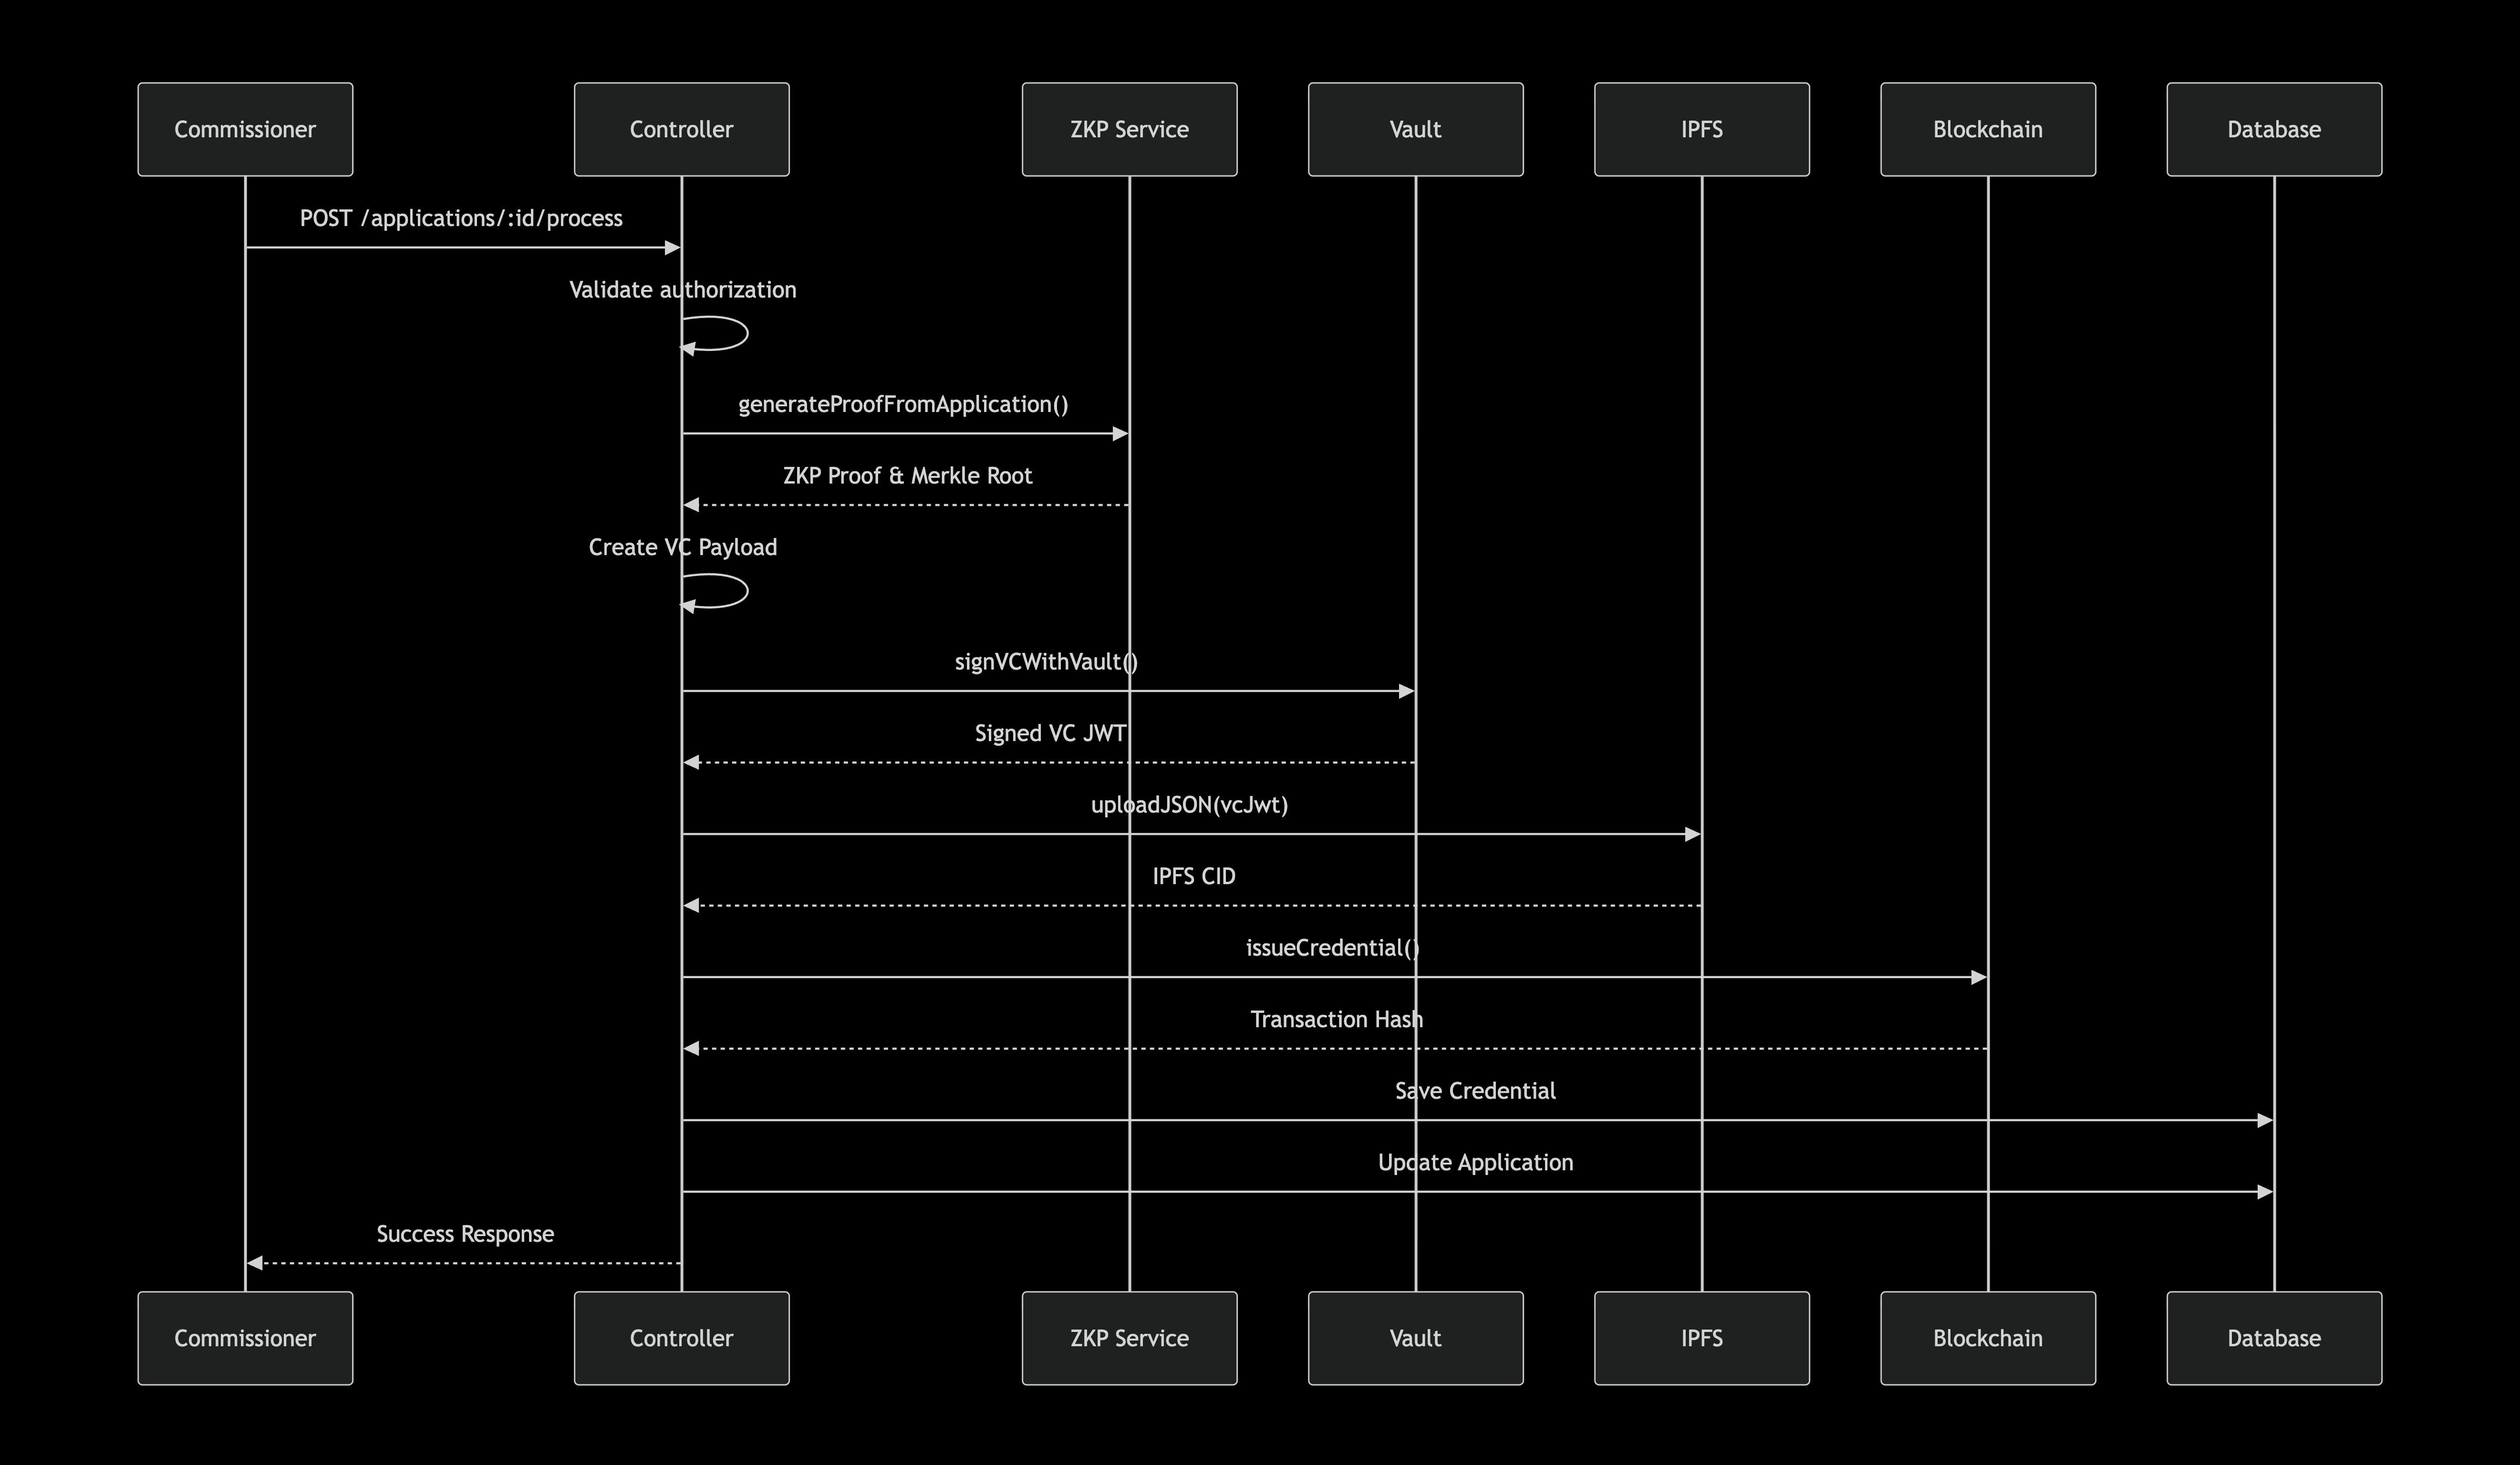 Commissioner
Controller
ZKP Service
Vault
IPFS
Blockchain
Database
POST /applications/:id/process
Validate authorization
generateProofFromApplication()
ZKP Proof & Merkle Root
Create VC Payload
signVCWithVault()
Signed VC JWT
uploadJSON(vcJwt)
IPFS CID
issueCredential()
Transaction Hash
Save Credential
Update Application
Success Response
Commissioner
Controller
ZKP Service
Vault
IPFS
Blockchain
Database